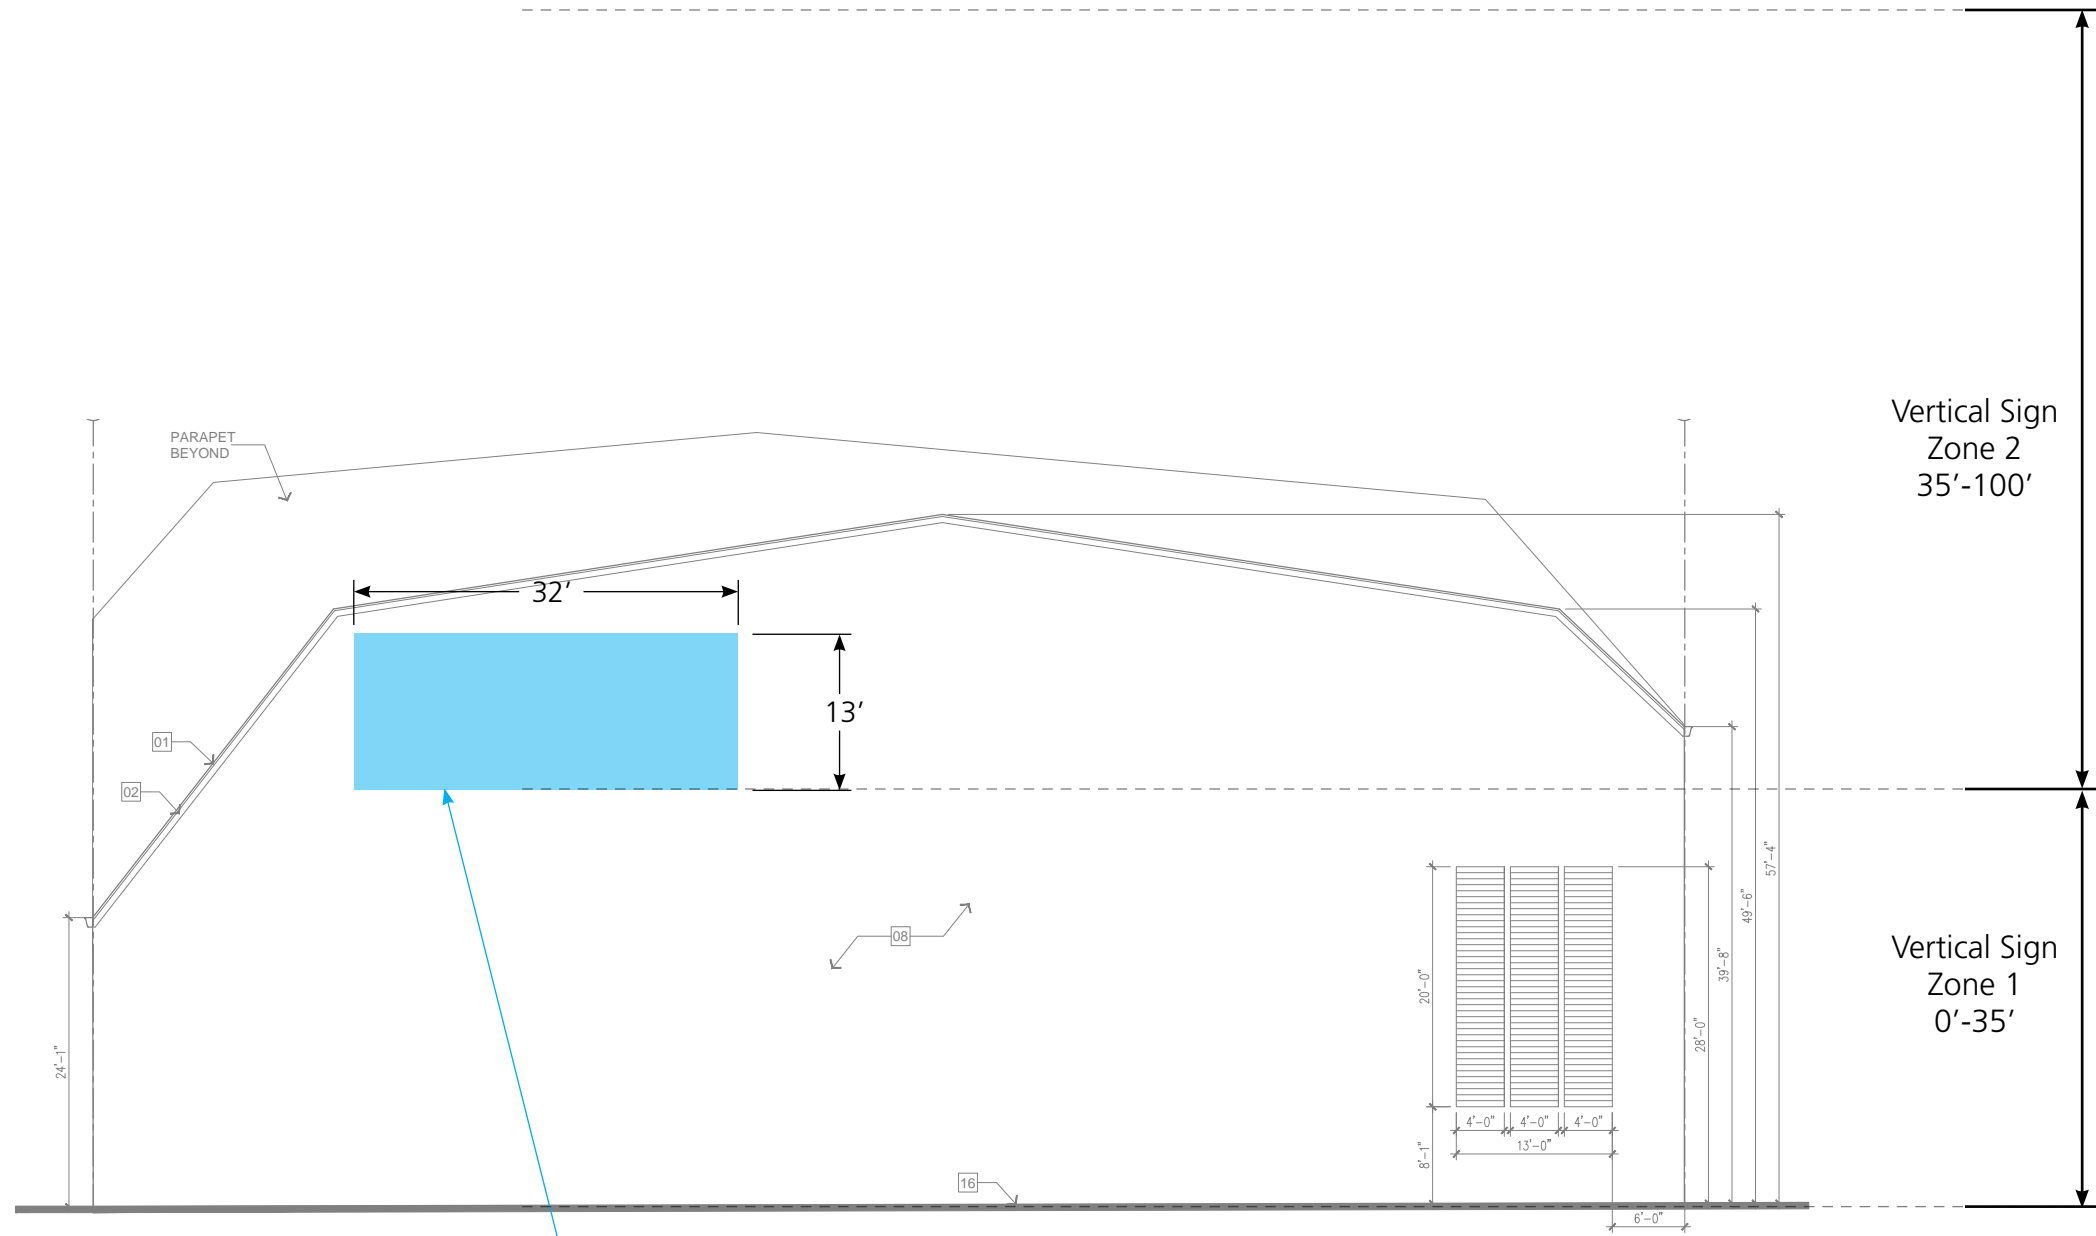 PARAPET
BEYOND
Vertical Sign
Zone 2
35’-100’
32’
13’
01
02
08
57'-4"
49'-6"
39'-8"
28'-0"
20'-0"
24'-1"
Vertical Sign
Zone 1
0’-35’
4'-0" 4'-0" 4'-0"
13'-0"
8'-1"
16
6'-0"